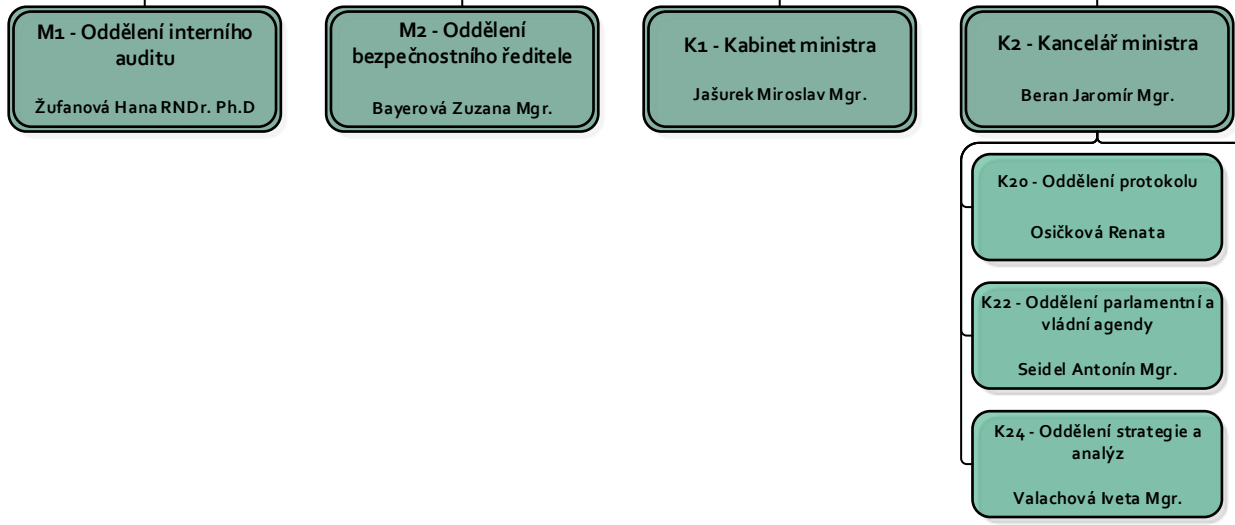 M1 - Oddělení interního
auditu
Žufanová Hana RNDr. Ph.D
M2 - Oddělení
bezpečnostního ředitele
Bayerová Zuzana Mgr.
K1 - Kabinet ministra
Jašurek Miroslav Mgr.
K2 - Kancelář ministra
Beran Jaromír Mgr.
K20 - Oddělení protokolu
Osičková Renata
K22 - Oddělení parlamentní a
vládní agendy
Seidel Antonín Mgr.
K24 - Oddělení strategie a
analýz
Valachová Iveta Mgr.